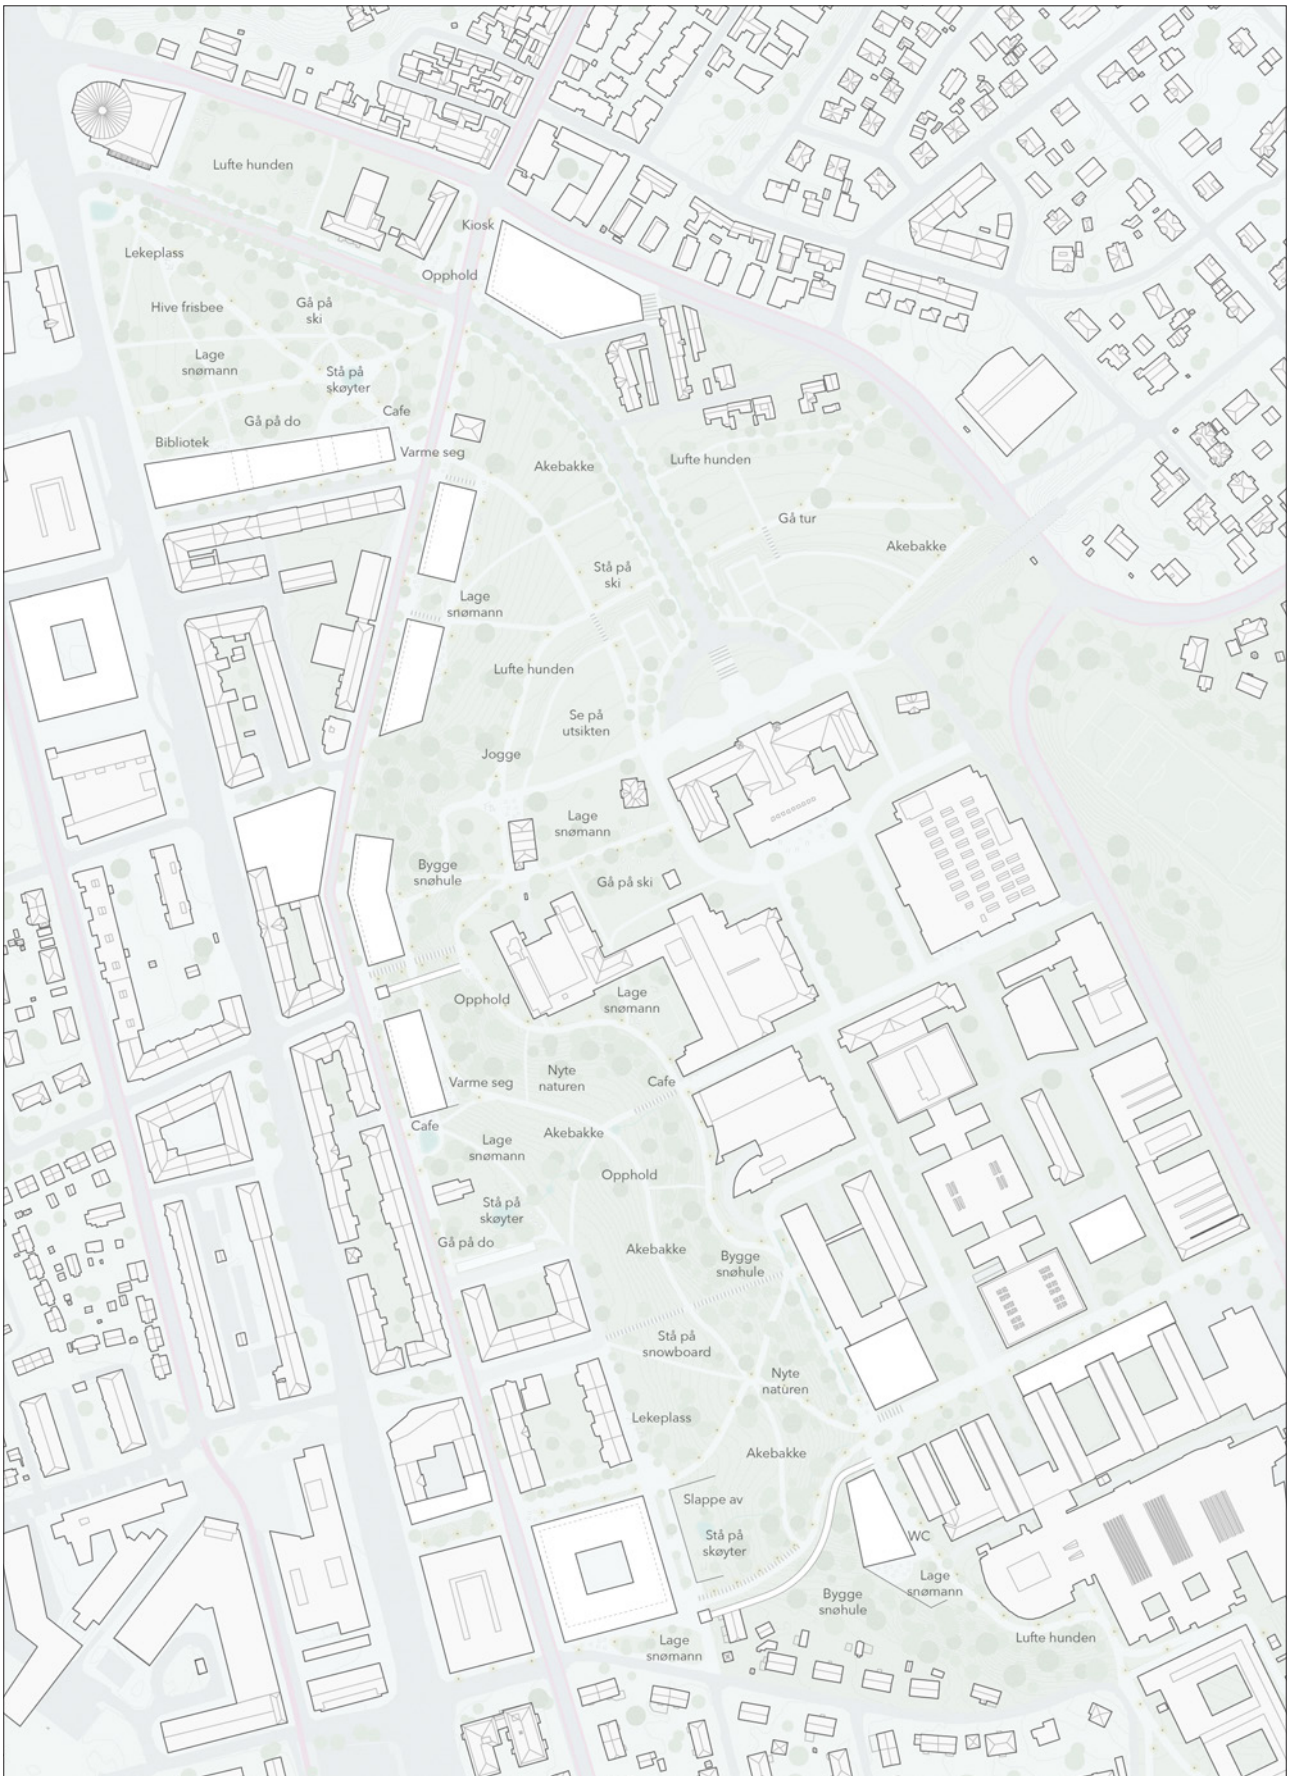 Lufte hunden
Kiosk
Lekeplass
Opphold
Hive frisbee
Gå på
ski
Lage
snømann
Stå på
skøyter
Cafe
Gå på do
Bibliotek
Varme seg
Akebakke
Lufte hunden
Gå tur
Akebakke
Stå på
ski
Lage
snømann
Lufte hunden
Se på
utsikten
Jogge
Lage
snømann
Bygge
snøhule
Gå på ski
Opphold
Lage
snømann
Nyte
naturen
Varme seg
Cafe
Cafe
Akebakke
Lage
snømann
Opphold
Stå på
skøyter
Gå på do
Akebakke
Bygge
snøhule
Stå på
snowboard
Nyte
naturen
Lekeplass
Akebakke
Slappe av
Stå på
skøyter
WC
Lage
snømann
Bygge
snøhule
Lufte hunden
Lage
snømann